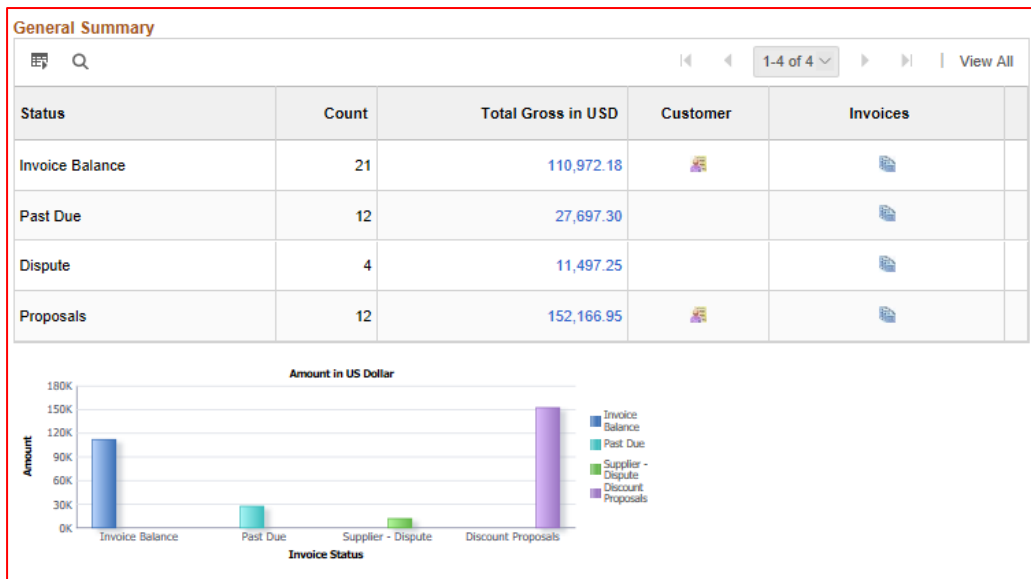 General Summary
1-4 of 4 | View All
Status Count Total Gross in USD Customer Invoices
Invoice Balance 21 110,972.18
Past Due 12 27,697.30
Dispute 4 11,497.25
Proposals 12 152,166.95
Amount in US Dollar
180K
150K
120K
90K
60K
30K
0K
Amount
Invoice Balance Past Due Supplier - Dispute Discount Proposals
Invoice Status
Invoice
Balance
Past Due
Supplier -
Dispute
Discount
Proposals